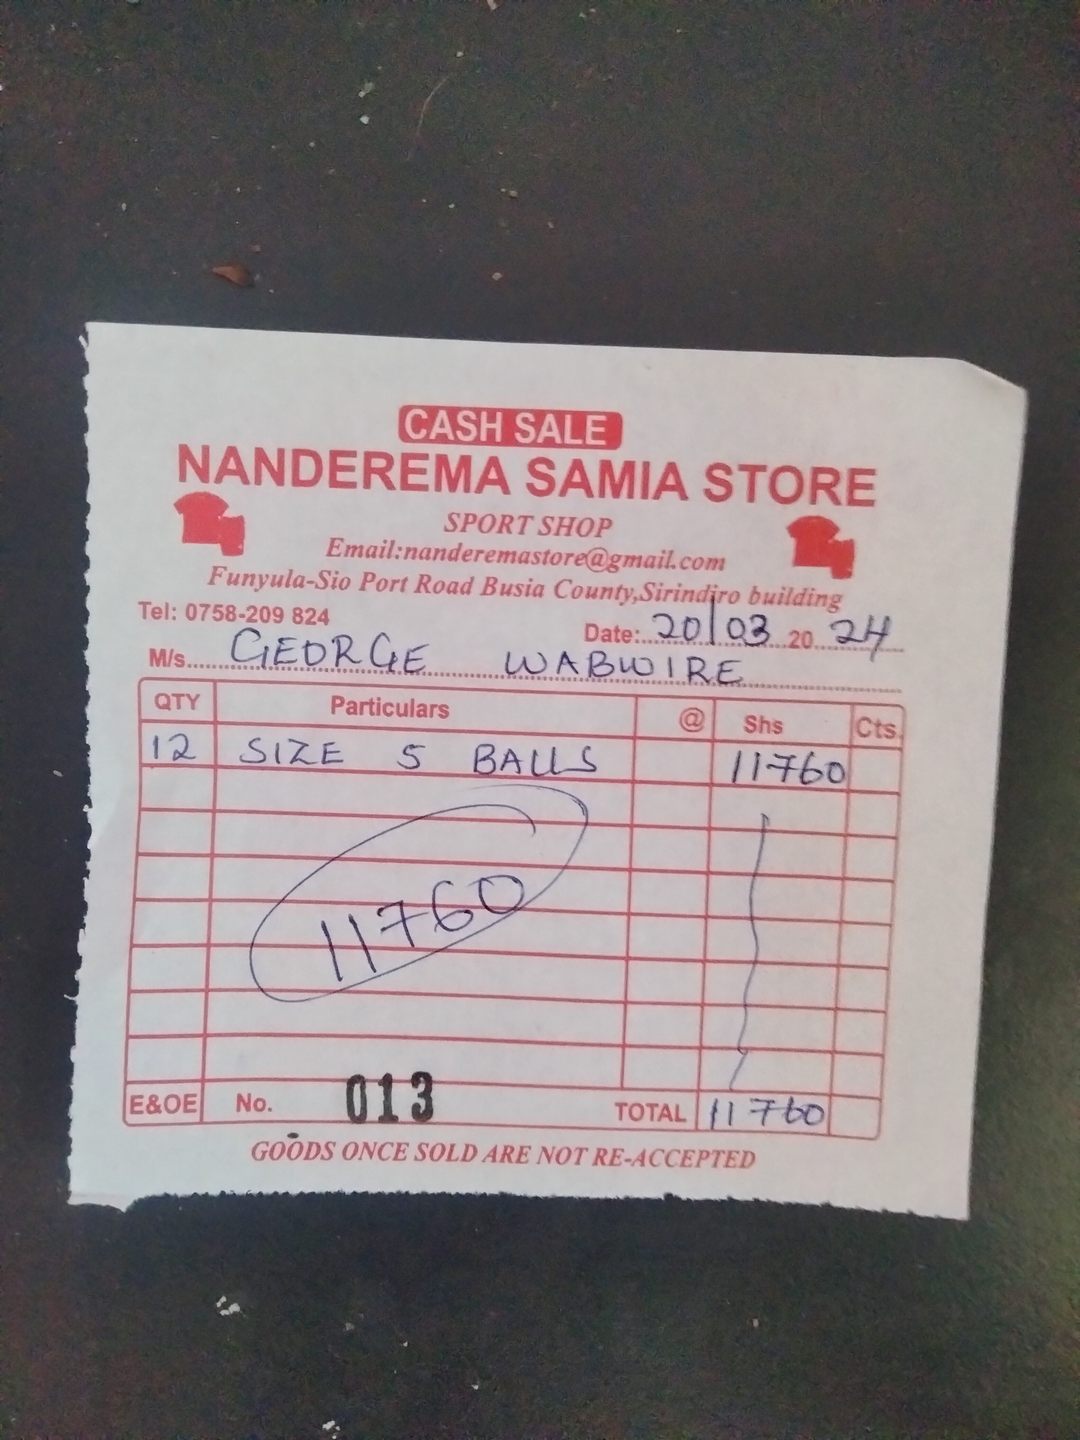 CASH SALE
NANDEREMA SAMIA STORE
SPORT SHOP
Email:nanderemastore@gmail.com
Funyula-Sio Port Road Busia County,Sirindiro building
Tel: 0758-209 824
Date: 20/03 20 24
M/s. GEORGE WABWIRE
QTY Particulars @ Shs Cts.
12 SIZE 5 BALLS 11760
11760
E&OE No. 013 TOTAL 11760
GOODS ONCE SOLD ARE NOT RE-ACCEPTED